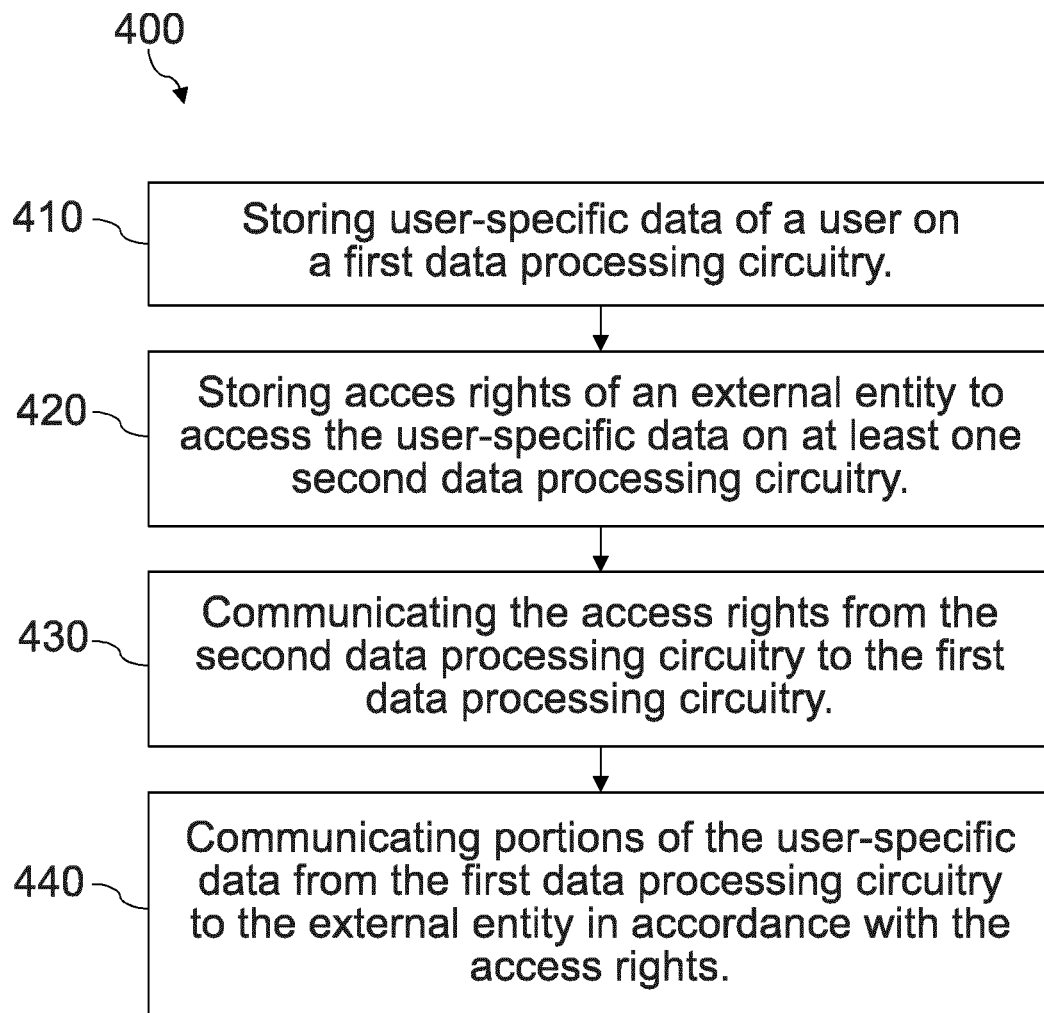 400
410
Storing user-specific data of a user on
a first data processing circuitry.
420
Storing acces rights of an external entity to
access the user-specific data on at least one
second data processing circuitry.
430
Communicating the access rights from the
second data processing circuitry to the first
data processing circuitry.
440
Communicating portions of the user-specific
data from the first data processing circuitry
to the external entity in accordance with the
access rights.